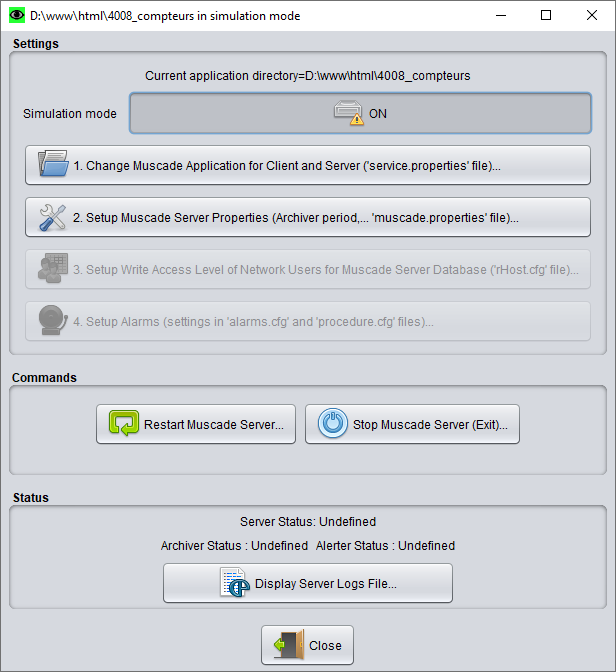 D:\www\html\4008_compteurs in simulation mode
Settings
Current application directory=D:\www\html\4008_compteurs
Simulation mode
ON
1. Change Muscade Application for Client and Server ('service.properties' file)...
2. Setup Muscade Server Properties (Archiver period,... 'muscade.properties' file)...
3. Setup Write Access Level of Network Users for Muscade Server Database ('rHost.cfg' file)...
4. Setup Alarms (settings in 'alarms.cfg' and 'procedure.cfg' files)...
Commands
Restart Muscade Server... Stop Muscade Server (Exit)...
Status
Server Status: Undefined
Archiver Status : Undefined Alerter Status : Undefined
Display Server Logs File...
Close